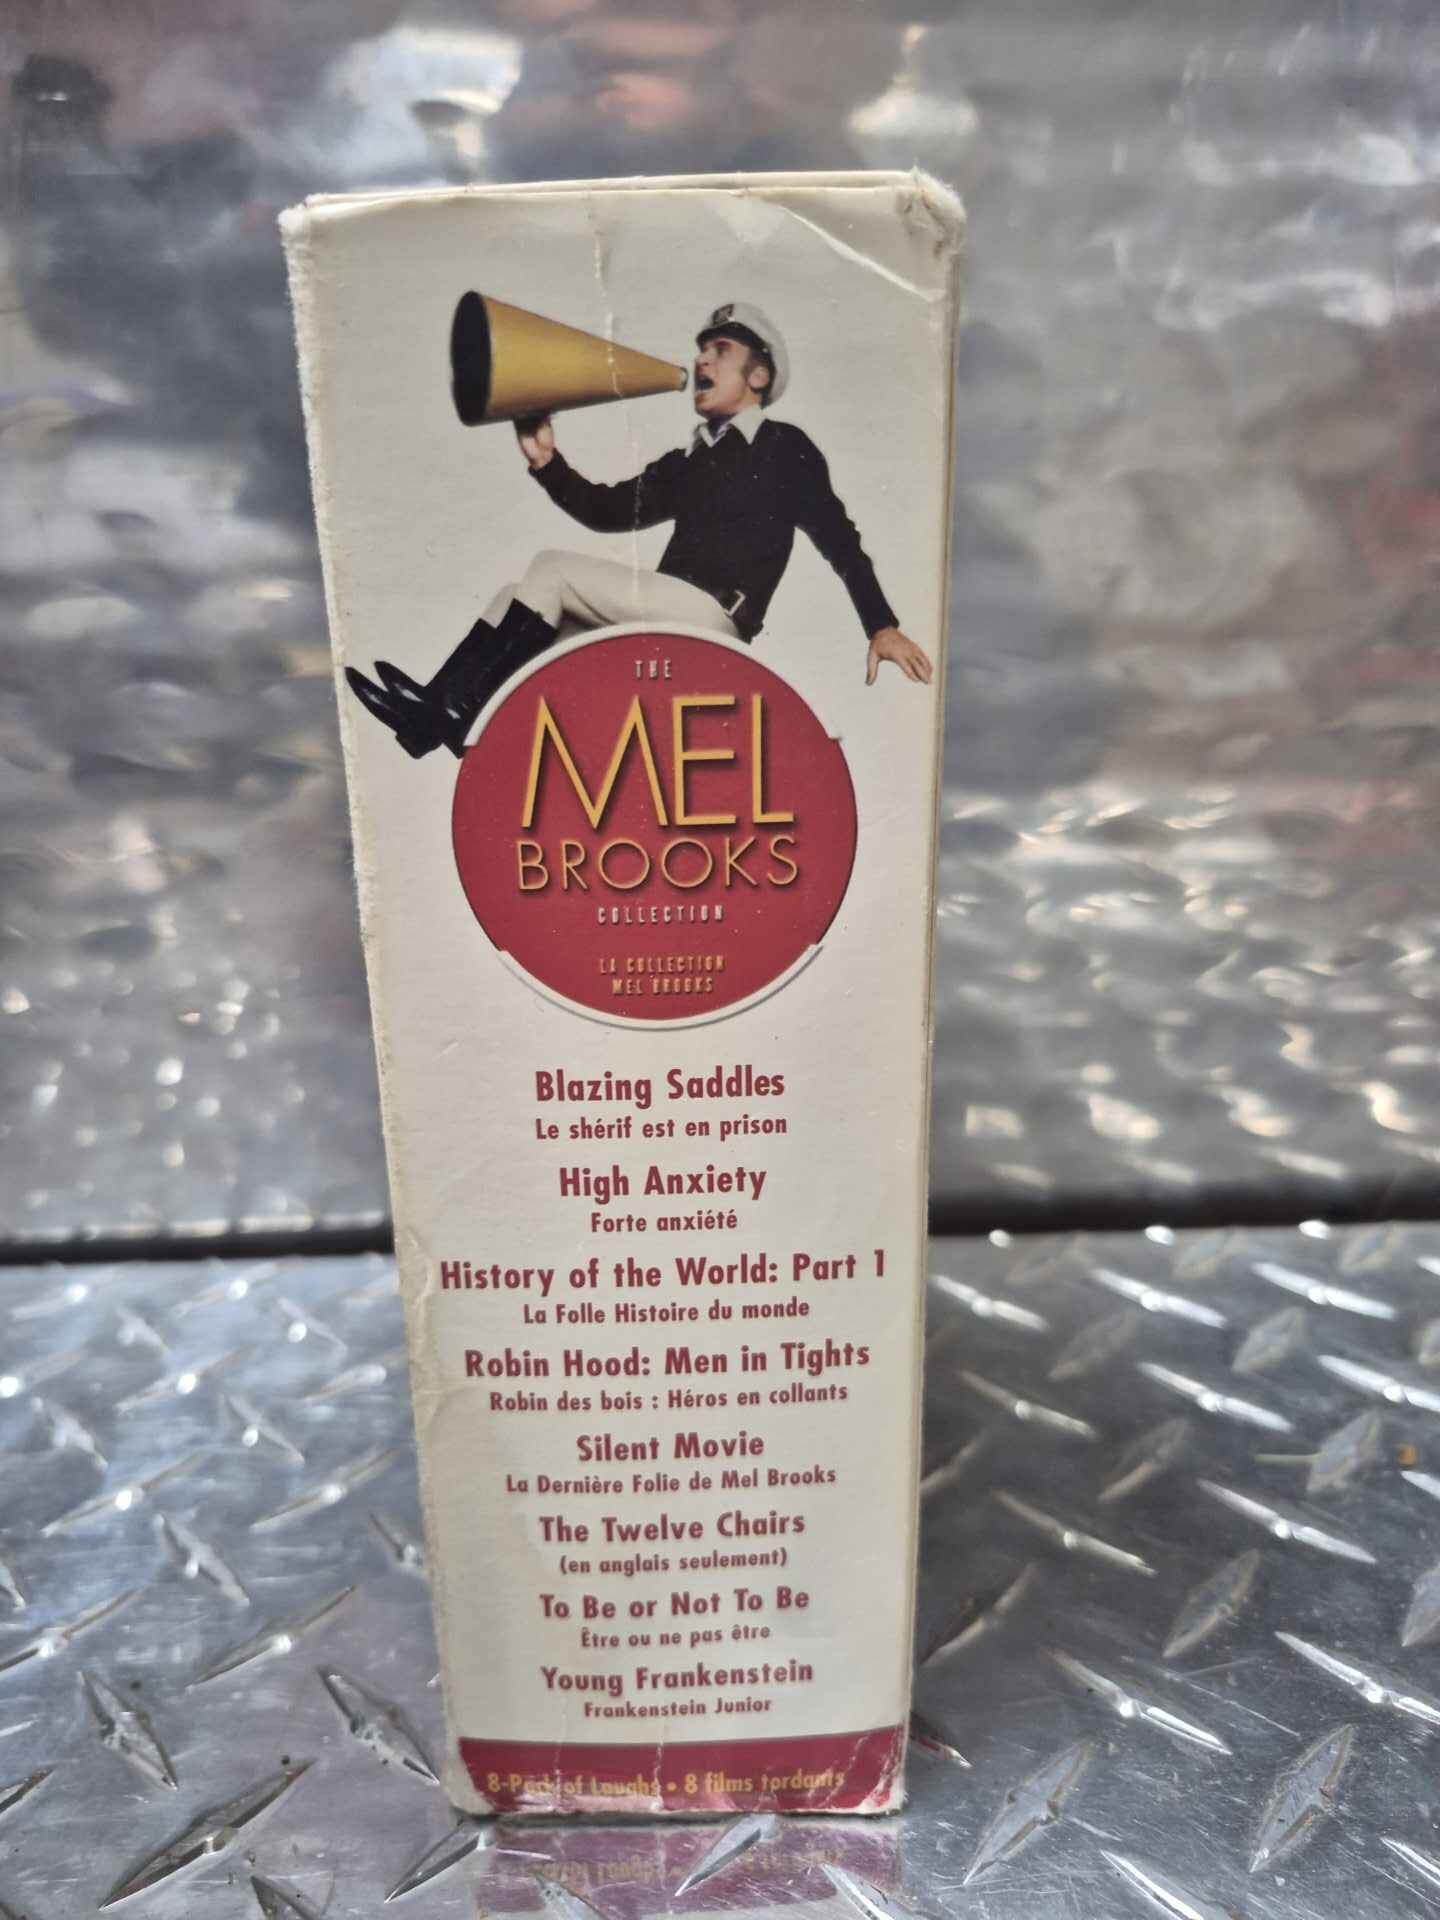 THE
MEL
BROOKS
COLLECTION
LA COLLECTION
MEL BROOKS
Blazing Saddles
Le shérif est en prison
High Anxiety
Forte anxiété
History of the World: Part 1
La Folle Histoire du monde
Robin Hood: Men in Tights
Robin des bois : Héros en collants
Silent Movie
La Dernière Folie de Mel Brooks
The Twelve Chairs
(en anglais seulement)
To Be or Not To Be
Être ou ne pas être
Young Frankenstein
Frankenstein Junior
8-Pack of Laughs • 8 films tordants